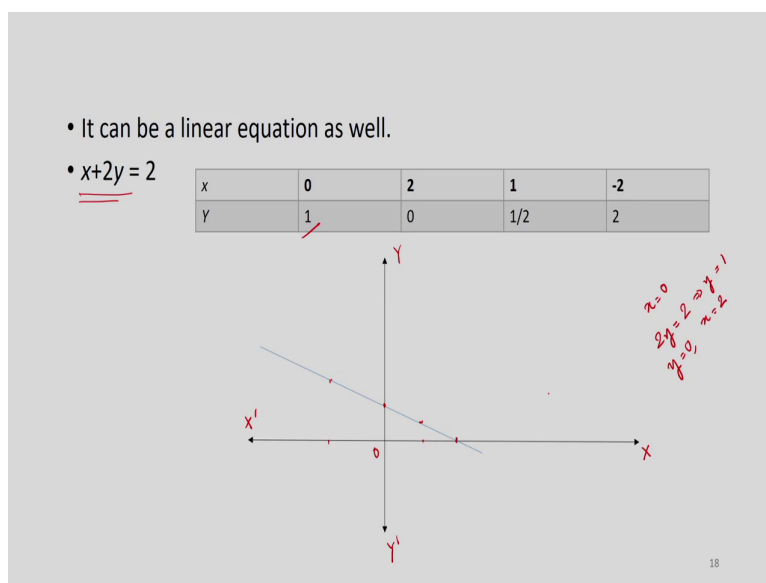 • It can be a linear equation as well.
• x+2y = 2
x 0 2 1 -2
Y 1 0 1/2 2
Y
x=0
2y=2 ⇒ y=1
y=0, x=2
X'
0
X
Y'
18